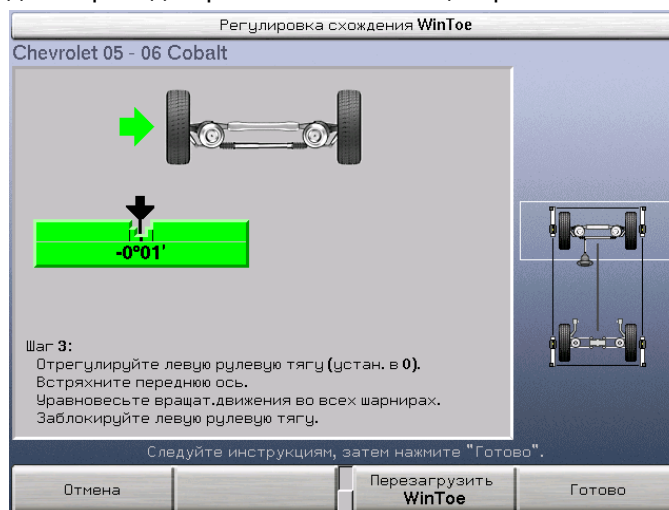 Регулировка схождения WinToe
Chevrolet 05 - 06 Cobalt
-0°01'
Шаг 3:
Отрегулируйте левую рулевую тягу (устан. в 0).
Встряхните переднюю ось.
Уравновесьте вращат.движения во всех шарнирах.
Заблокируйте левую рулевую тягу.
Следуйте инструкциям, затем нажмите "Готово".
Отмена
Перезагрузить
WinToe
Готово